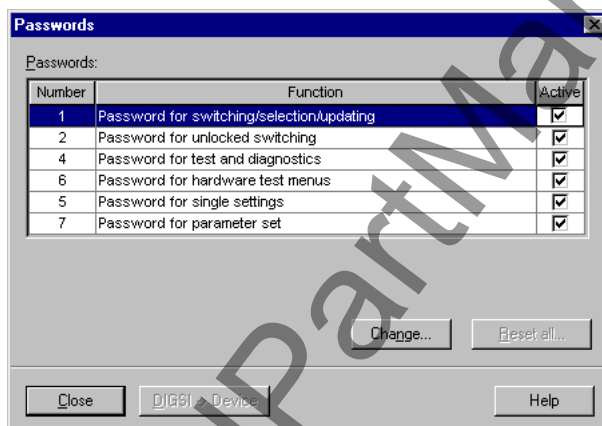 Passwords
Passwords:
Number Function Active
1 Password for switching/selection/updating
2 Password for unlocked switching
4 Password for test and diagnostics
6 Password for hardware test menus
5 Password for single settings
7 Password for parameter set
Change... Reset all...
Close DIGSI -> Device Help